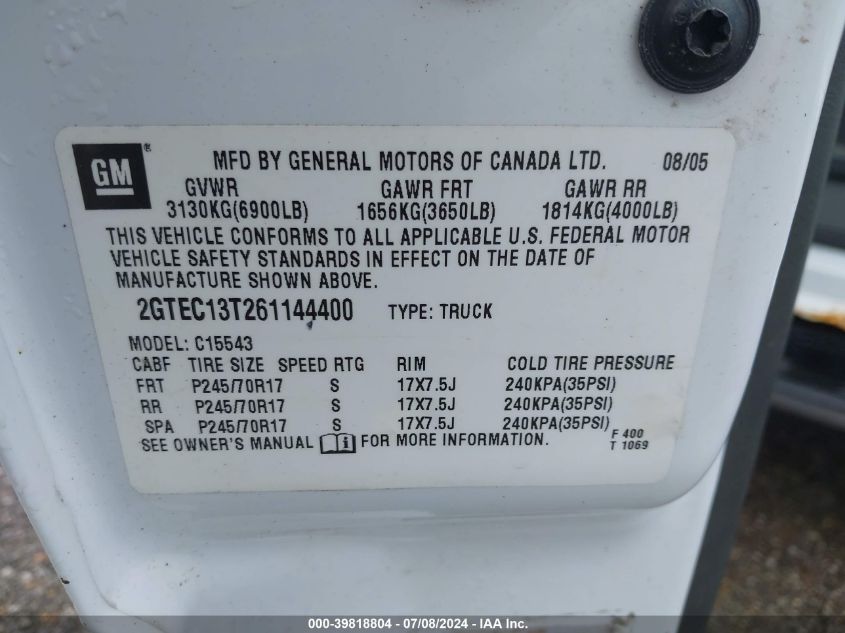 GM ® MFD BY GENERAL MOTORS OF CANADA LTD. 08/05
GVWR GAWR FRT GAWR RR
3130KG(6900LB) 1656KG(3650LB) 1814KG(4000LB)
THIS VEHICLE CONFORMS TO ALL APPLICABLE U.S. FEDERAL MOTOR
VEHICLE SAFETY STANDARDS IN EFFECT ON THE DATE OF
MANUFACTURE SHOWN ABOVE.
2GTEC13T261144400 TYPE: TRUCK
MODEL: C15543
CABF TIRE SIZE SPEED RTG RIM COLD TIRE PRESSURE
FRT P245/70R17 S 17X7.5J 240KPA(35PSI)
RR P245/70R17 S 17X7.5J 240KPA(35PSI)
SPA P245/70R17 S 17X7.5J 240KPA(35PSI)
SEE OWNER'S MANUAL i FOR MORE INFORMATION.
F 400
T 1069
000-39818804 - 07/08/2024 - IAA Inc.